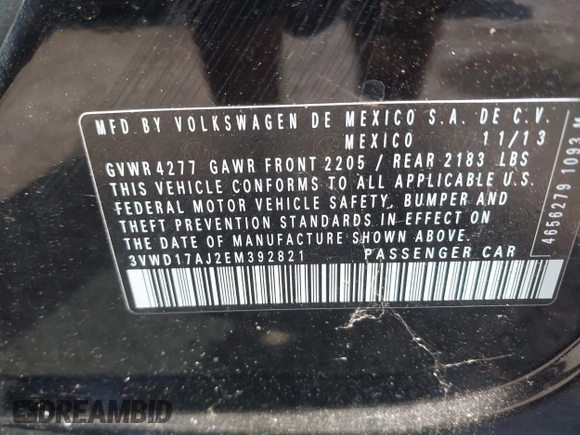 MFD.BY VOLKSWAGEN DE MEXICO S.A. DE C.V.
MEXICO 11/13
GVWR 4277 GAWR FRONT 2205 / REAR 2183 LBS
THIS VEHICLE CONFORMS TO ALL APPLICABLE U.S.
FEDERAL MOTOR VEHICLE SAFETY, BUMPER AND
THEFT PREVENTION STANDARDS IN EFFECT ON
THE DATE OF MANUFACTURE SHOWN ABOVE.
3VWD17AJ2EM392821 PASSENGER CAR
4656279 1093M
DREAMBID